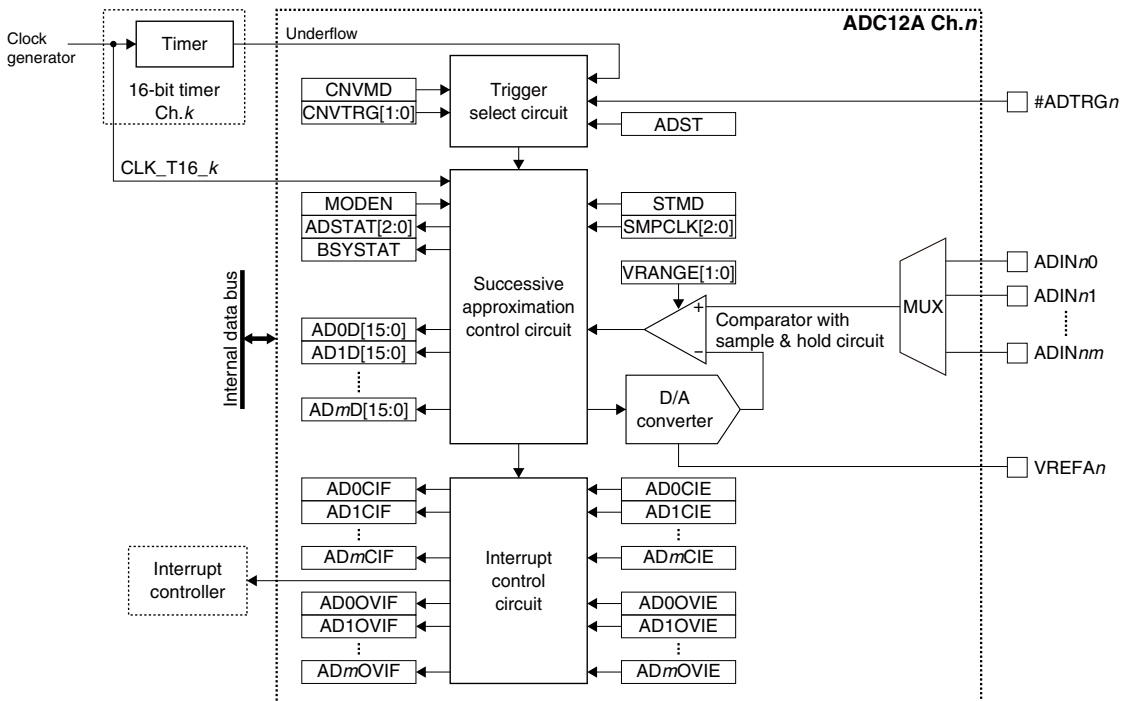 ADC12A Ch.n
Clock
generator
Timer
16-bit timer
Ch.k
Underflow
CNVMD
CNVTRG[1:0]
Trigger
select circuit
ADST
#ADTRGn
CLK_T16_k
MODEN
ADSTAT[2:0]
BSYSTAT
STMD
SMPCLK[2:0]
Successive
approximation
control circuit
VRANGE[1:0]
+
−
Comparator with
sample & hold circuit
MUX
ADINn0
ADINn1
ADINnm
Internal data bus
AD0D[15:0]
AD1D[15:0]
ADmD[15:0]
D/A
converter
VREFAn
AD0CIF
AD1CIF
ADmCIF
AD0OVIF
AD1OVIF
ADmOVIF
Interrupt
control
circuit
AD0CIE
AD1CIE
ADmCIE
AD0OVIE
AD1OVIE
ADmOVIE
Interrupt
controller